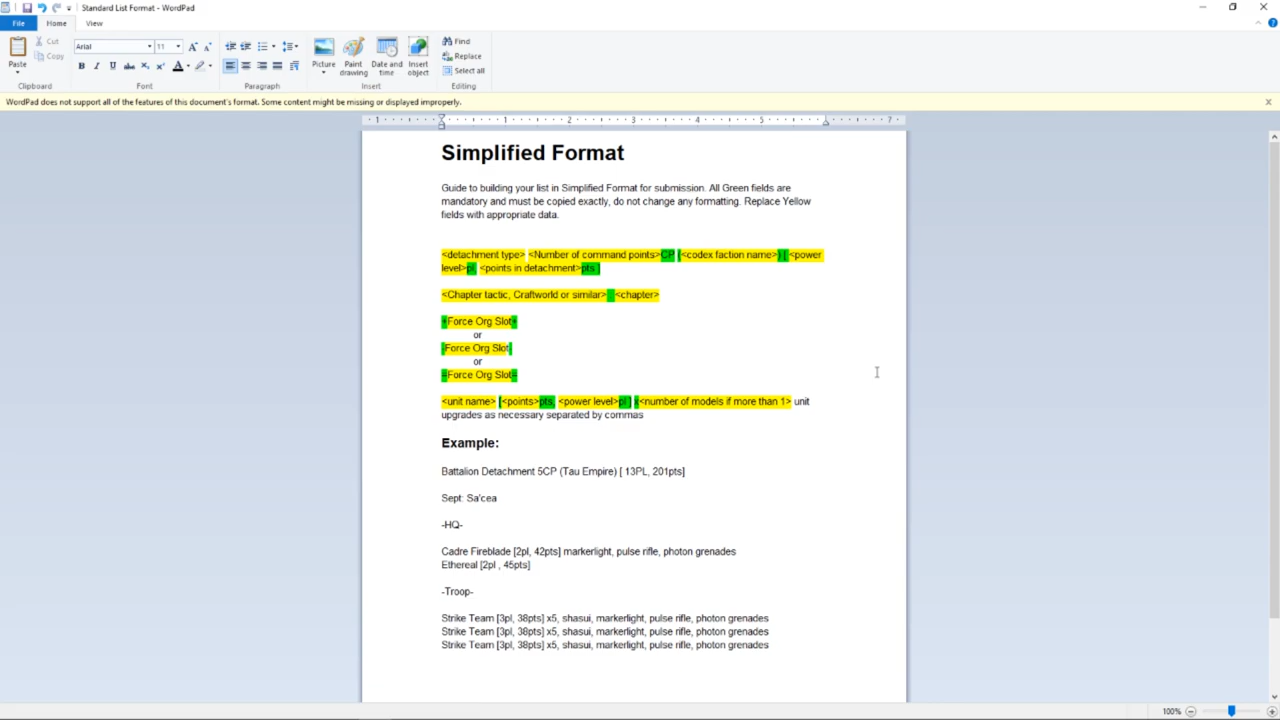 Standard List Format - WordPad
File Home View
Cut
Copy
Paste
Clipboard
Arial 11
Font
Paragraph
Picture
Paint drawing
Date and time
Insert object
Insert
Find
Replace
Select all
Editing
WordPad does not support all of the features of this document's format. Some content might be missing or displayed improperly.
1 1 2 3 4 5 7
Simplified Format
Guide to building your list in Simplified Format for submission. All Green fields are
mandatory and must be copied exactly, do not change any formatting. Replace Yellow
fields with appropriate data.
<detachment type> <Number of command points>CP (<codex faction name>) [ <power
level>pl, <points in detachment>pts ]
<Chapter tactic, Craftworld or similar>: <chapter>
+Force Org Slot+
or
-Force Org Slot-
or
=Force Org Slot=
<unit name> [<points>pts, <power level>pl ] x<number of models if more than 1> unit
upgrades as necessary separated by commas
Example:
Battalion Detachment 5CP (Tau Empire) [ 13PL, 201pts]
Sept: Sa'cea
-HQ-
Cadre Fireblade [2pl, 42pts] markerlight, pulse rifle, photon grenades
Ethereal [2pl , 45pts]
-Troop-
Strike Team [3pl, 38pts] x5, shasui, markerlight, pulse rifle, photon grenades
Strike Team [3pl, 38pts] x5, shasui, markerlight, pulse rifle, photon grenades
Strike Team [3pl, 38pts] x5, shasui, markerlight, pulse rifle, photon grenades
100%